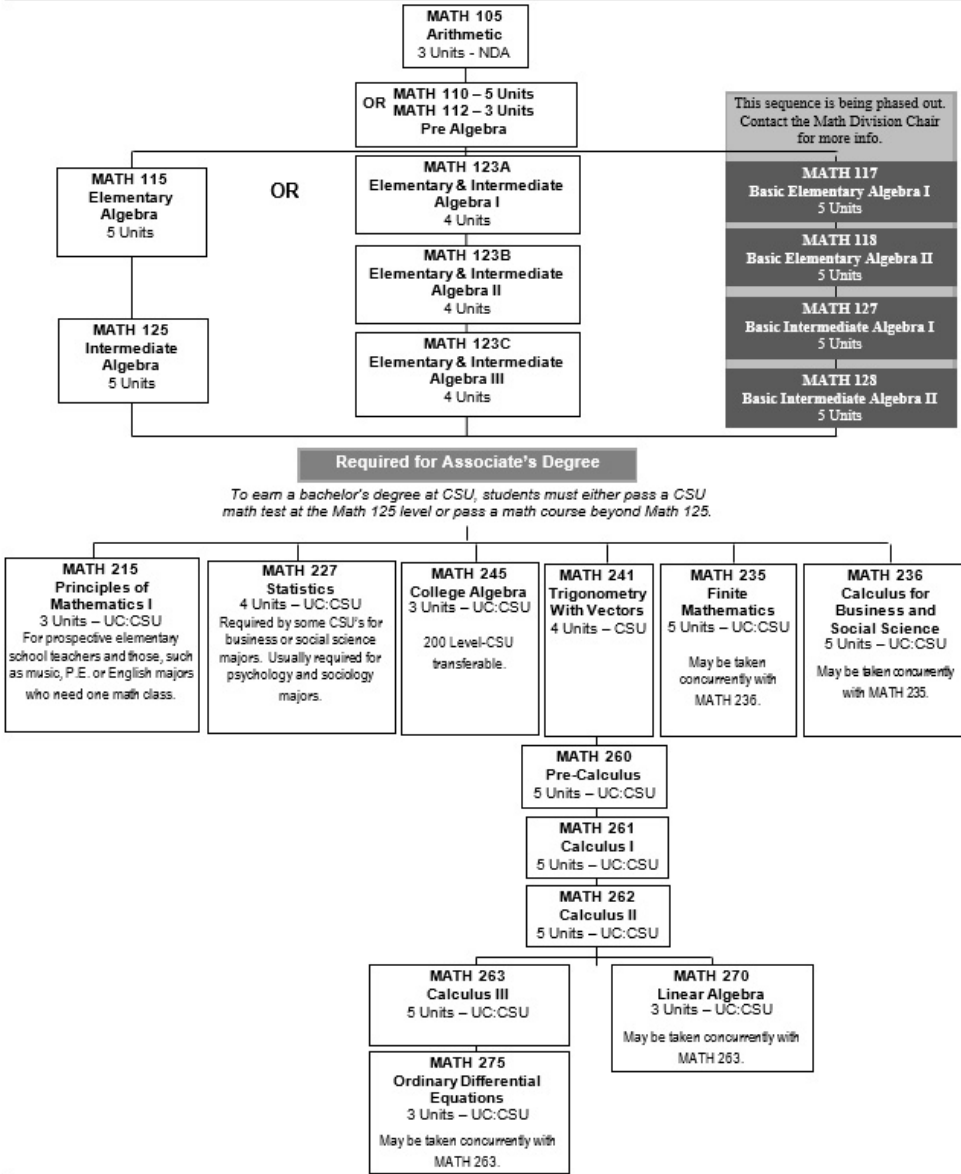 MATH 105
Arithmetic
3 Units - NDA
OR
MATH 110 – 5 Units
MATH 112 – 3 Units
Pre Algebra
This sequence is being phased out.
Contact the Math Division Chair
for more info.
MATH 115
Elementary
Algebra
5 Units
OR
MATH 123A
Elementary & Intermediate
Algebra I
4 Units
MATH 117
Basic Elementary Algebra I
5 Units
MATH 123B
Elementary & Intermediate
Algebra II
4 Units
MATH 118
Basic Elementary Algebra II
5 Units
MATH 125
Intermediate
Algebra
5 Units
MATH 123C
Elementary & Intermediate
Algebra III
4 Units
MATH 127
Basic Intermediate Algebra I
5 Units
MATH 128
Basic Intermediate Algebra II
5 Units
Required for Associate's Degree
To earn a bachelor's degree at CSU, students must either pass a CSU
math test at the Math 125 level or pass a math course beyond Math 125.
MATH 215
Principles of
Mathematics I
3 Units – UC:CSU
For prospective elementary
school teachers and those, such
as music, P.E. or English majors
who need one math class.
MATH 227
Statistics
4 Units – UC:CSU
Required by some CSU's for
business or social science
majors. Usually required for
psychology and sociology
majors.
MATH 245
College Algebra
3 Units – UC:CSU
200 Level-CSU
transferable.
MATH 241
Trigonometry
With Vectors
4 Units – CSU
MATH 235
Finite
Mathematics
5 Units – UC:CSU
May be taken
concurrently with
MATH 236.
MATH 236
Calculus for
Business and
Social Science
5 Units – UC:CSU
May be taken concurrently
with MATH 235.
MATH 260
Pre-Calculus
5 Units – UC:CSU
MATH 261
Calculus I
5 Units – UC:CSU
MATH 262
Calculus II
5 Units – UC:CSU
MATH 263
Calculus III
5 Units – UC:CSU
MATH 270
Linear Algebra
3 Units – UC:CSU
May be taken concurrently with
MATH 263.
MATH 275
Ordinary Differential
Equations
3 Units – UC:CSU
May be taken concurrently with
MATH 263.